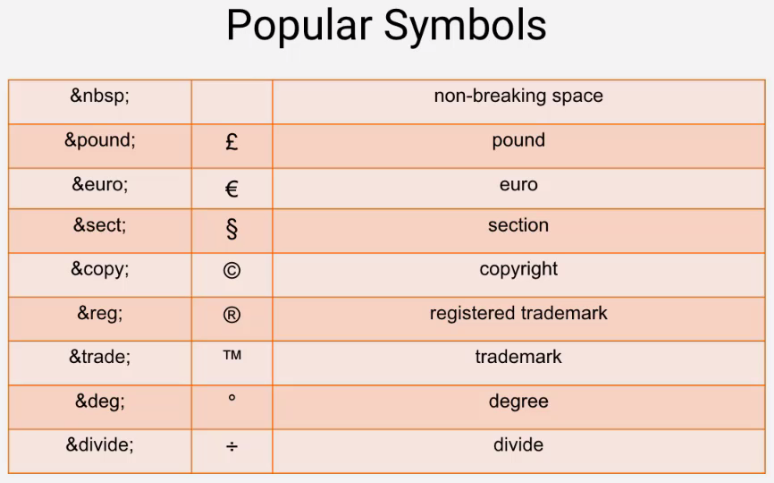 Popular Symbols
&nbsp; non-breaking space
&pound; £ pound
&euro; € euro
&sect; § section
&copy; © copyright
&reg; ® registered trademark
&trade; ™ trademark
&deg; ° degree
&divide; ÷ divide